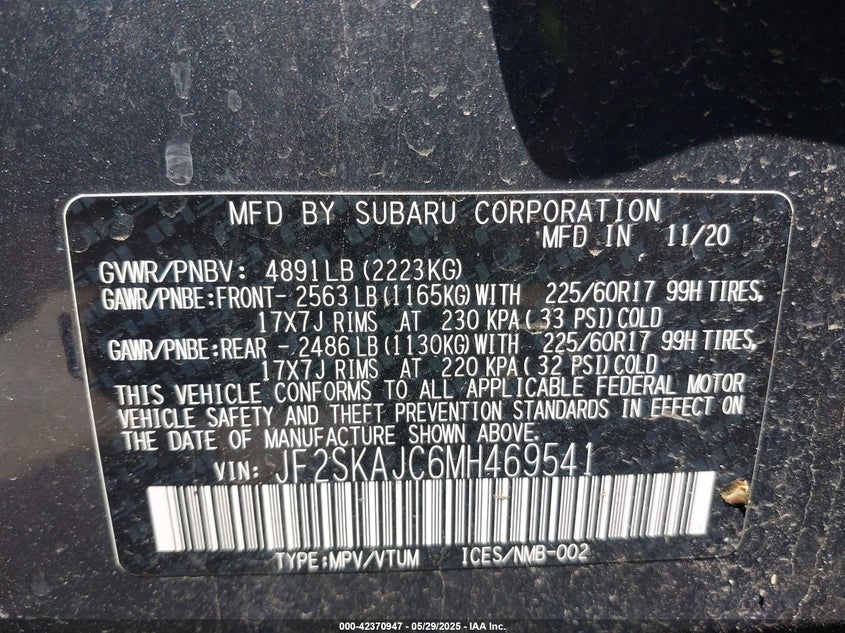 MFD BY SUBARU CORPORATION
MFD IN 11/20
GVWR/PNBV: 4891LB (2223KG)
GAWR/PNBE:FRONT- 2563 LB (1165KG) WITH 225/60R17 99H TIRES,
17X7J RIMS AT 230 KPA (33 PSI) COLD
GAWR/PNBE:REAR - 2486 LB (1130KG) WITH 225/60R17 99H TIRES,
17X7J RIMS AT 220 KPA (32 PSI) COLD
THIS VEHICLE CONFORMS TO ALL APPLICABLE FEDERAL MOTOR
VEHICLE SAFETY AND THEFT PREVENTION STANDARDS IN EFFECT ON
THE DATE OF MANUFACTURE SHOWN ABOVE.
VIN: JF2SKAJC6MH469541
TYPE:MPV/VTUM ICES/NMB-002
000-42370947 - 05/29/2025 - IAA Inc.